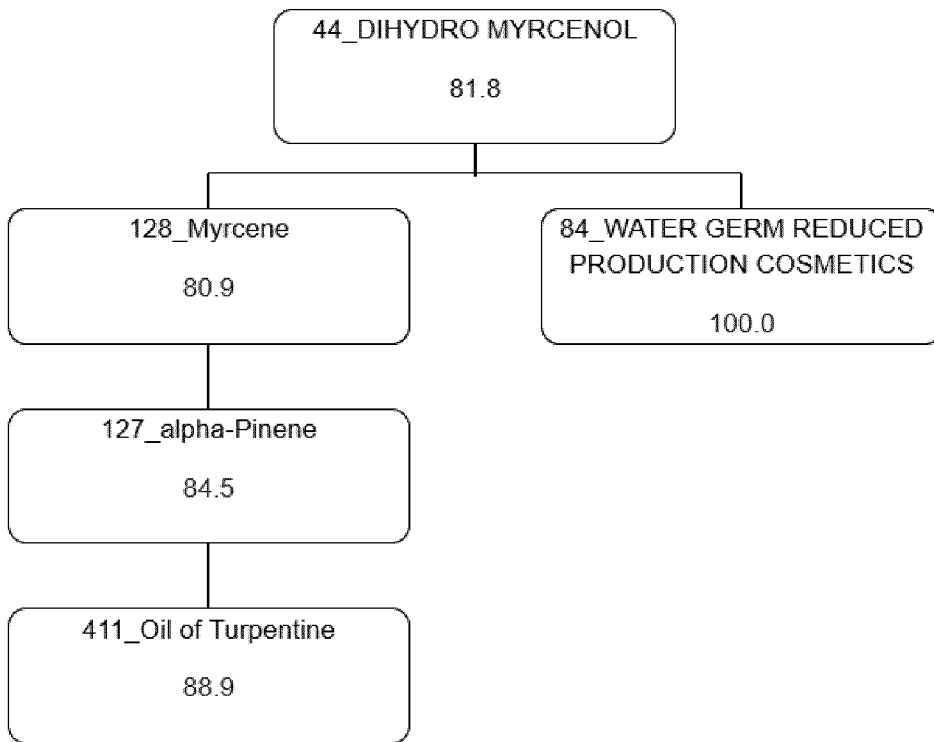 44_DIHYDRO MYRCENOL
81.8
128_Myrcene
80.9
84_WATER GERM REDUCED
PRODUCTION COSMETICS
100.0
127_alpha-Pinene
84.5
411_Oil of Turpentine
88.9